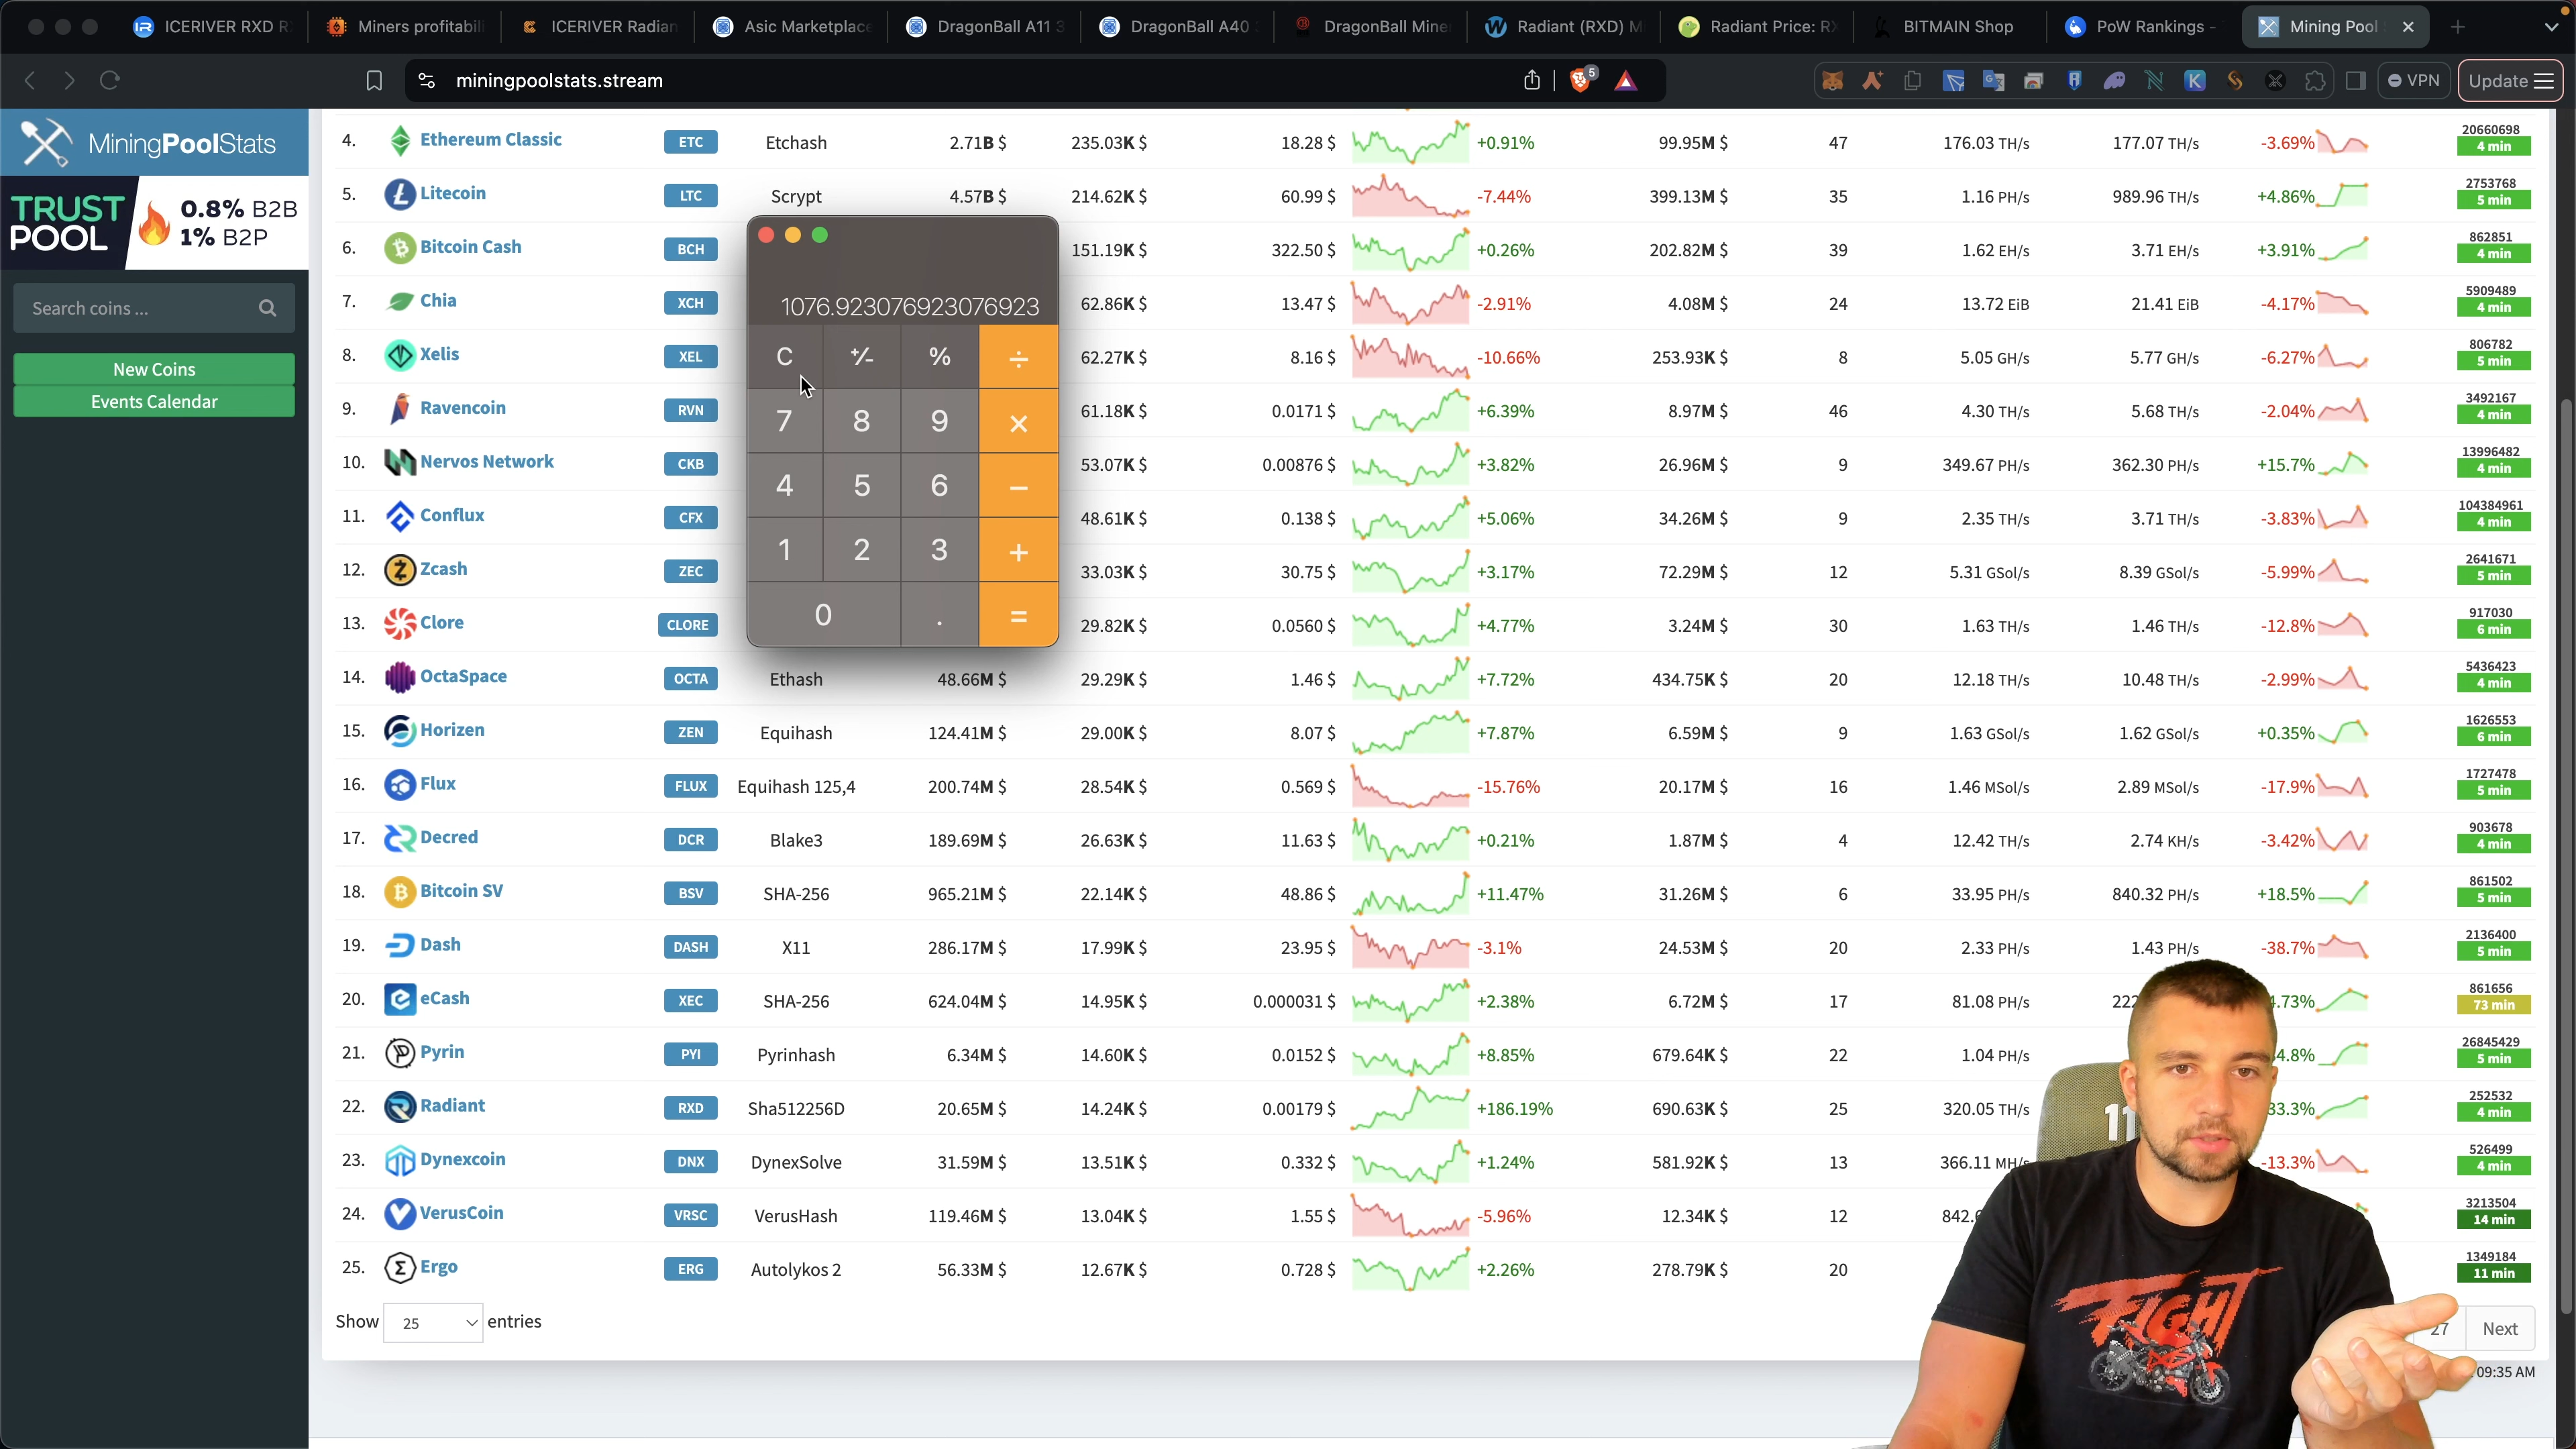 ICERIVER RXD R
Miners profitabili
ICERIVER Radian
Asic Marketplace
DragonBall A11 3
DragonBall A40
DragonBall Mine
Radiant (RXD) M
Radiant Price: RX
BITMAIN Shop
PoW Rankings -
Mining Pool
miningpoolstats.stream
5
VPN
Update
MiningPoolStats
TRUST POOL
0.8% B2B
1% B2P
Search coins ...
New Coins
Events Calendar
4. Ethereum Classic ETC Etchash 2.71B $ 235.03K $ 18.28 $ +0.91% 99.95M $ 47 176.03 TH/s 177.07 TH/s -3.69% 20660698 4 min
5. Litecoin LTC Scrypt 4.57B $ 214.62K $ 60.99 $ -7.44% 399.13M $ 35 1.16 PH/s 989.96 TH/s +4.86% 2753768 5 min
6. Bitcoin Cash BCH 151.19K $ 322.50 $ +0.26% 202.82M $ 39 1.62 EH/s 3.71 EH/s +3.91% 862851 4 min
7. Chia XCH 62.86K $ 13.47 $ -2.91% 4.08M $ 24 13.72 EiB 21.41 EiB -4.17% 5909489 4 min
8. Xelis XEL 62.27K $ 8.16 $ -10.66% 253.93K $ 8 5.05 GH/s 5.77 GH/s -6.27% 806782 5 min
9. Ravencoin RVN 61.18K $ 0.0171 $ +6.39% 8.97M $ 46 4.30 TH/s 5.68 TH/s -2.04% 3492167 4 min
10. Nervos Network CKB 53.07K $ 0.00876 $ +3.82% 26.96M $ 9 349.67 PH/s 362.30 PH/s +15.7% 13996482 4 min
11. Conflux CFX 48.61K $ 0.138 $ +5.06% 34.26M $ 9 2.35 TH/s 3.71 TH/s -3.83% 104384961 4 min
12. Zcash ZEC 33.03K $ 30.75 $ +3.17% 72.29M $ 12 5.31 GSol/s 8.39 GSol/s -5.99% 2641671 5 min
13. Clore CLORE 29.82K $ 0.0560 $ +4.77% 3.24M $ 30 1.63 TH/s 1.46 TH/s -12.8% 917030 6 min
14. OctaSpace OCTA Ethash 48.66M $ 29.29K $ 1.46 $ +7.72% 434.75K $ 20 12.18 TH/s 10.48 TH/s -2.99% 5436423 4 min
15. Horizen ZEN Equihash 124.41M $ 29.00K $ 8.07 $ +7.87% 6.59M $ 9 1.63 GSol/s 1.62 GSol/s +0.35% 1626553 6 min
16. Flux FLUX Equihash 125,4 200.74M $ 28.54K $ 0.569 $ -15.76% 20.17M $ 16 1.46 MSol/s 2.89 MSol/s -17.9% 1727478 5 min
17. Decred DCR Blake3 189.69M $ 26.63K $ 11.63 $ +0.21% 1.87M $ 4 12.42 TH/s 2.74 KH/s -3.42% 903678 4 min
18. Bitcoin SV BSV SHA-256 965.21M $ 22.14K $ 48.86 $ +11.47% 31.26M $ 6 33.95 PH/s 840.32 PH/s +18.5% 861502 5 min
19. Dash DASH X11 286.17M $ 17.99K $ 23.95 $ -3.1% 24.53M $ 20 2.33 PH/s 1.43 PH/s -38.7% 2136400 5 min
20. eCash XEC SHA-256 624.04M $ 14.95K $ 0.000031 $ +2.38% 6.72M $ 17 81.08 PH/s 222 4.73% 861656 73 min
21. Pyrin PYI Pyrinhash 6.34M $ 14.60K $ 0.0152 $ +8.85% 679.64K $ 22 1.04 PH/s 4.8% 26845429 5 min
22. Radiant RXD Sha512256D 20.65M $ 14.24K $ 0.00179 $ +186.19% 690.63K $ 25 320.05 TH/s 33.3% 252532 4 min
23. Dynexcoin DNX DynexSolve 31.59M $ 13.51K $ 0.332 $ +1.24% 581.92K $ 13 366.11 MH/s -13.3% 526499 4 min
24. VerusCoin VRSC VerusHash 119.46M $ 13.04K $ 1.55 $ -5.96% 12.34K $ 12 842.6 3213504 14 min
25. Ergo ERG Autolykos 2 56.33M $ 12.67K $ 0.728 $ +2.26% 278.79K $ 20 1349184 11 min
Show 25 entries
27 Next
09:35 AM
1076.923076923076923
C +/- % ÷
7 8 9 ×
4 5 6 −
1 2 3 +
0 . =
11
FIGHT